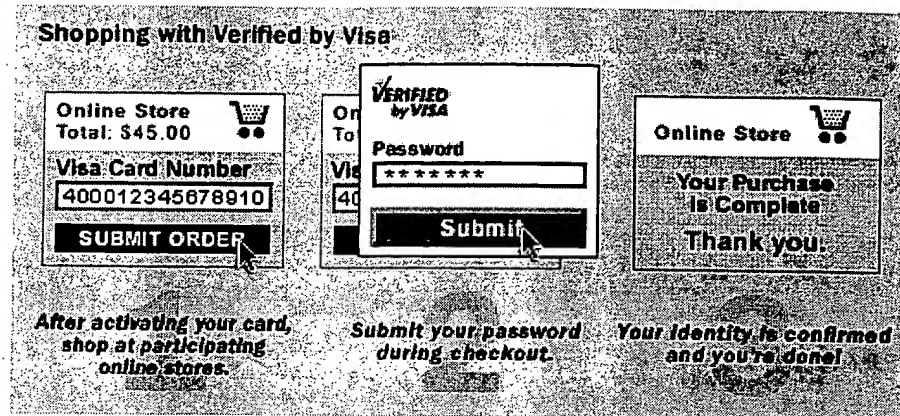 Shopping with Verified by Visa
Online Store
Total: $45.00
Visa Card Number
400012345678910
SUBMIT ORDER
After activating your card,
shop at participating
online stores.
On
To
Vis
40
VERIFIED
by VISA
Password
*******
Submit
Submit your password
during checkout.
Online Store
Your Purchase
is Complete
Thank you.
Your identity is confirmed
and you're done!